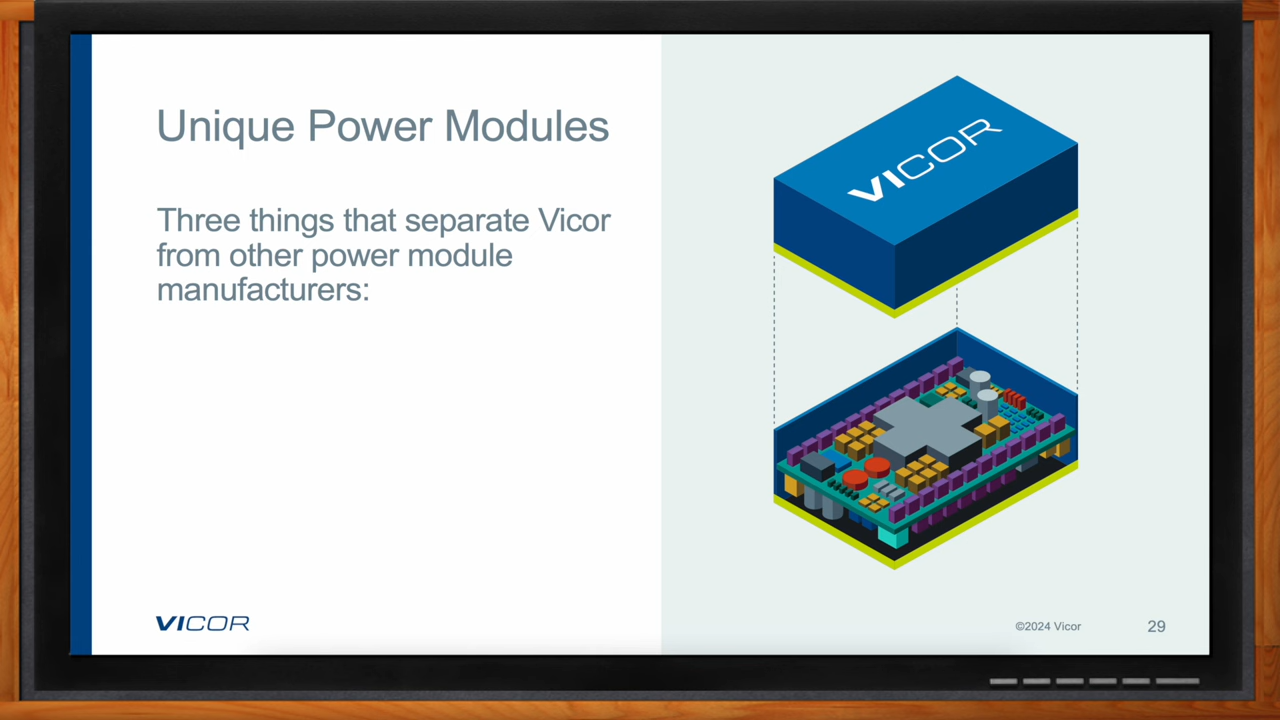 Unique Power Modules
Three things that separate Vicor
from other power module
manufacturers:
VICOR
VICOR
©2024 Vicor
29